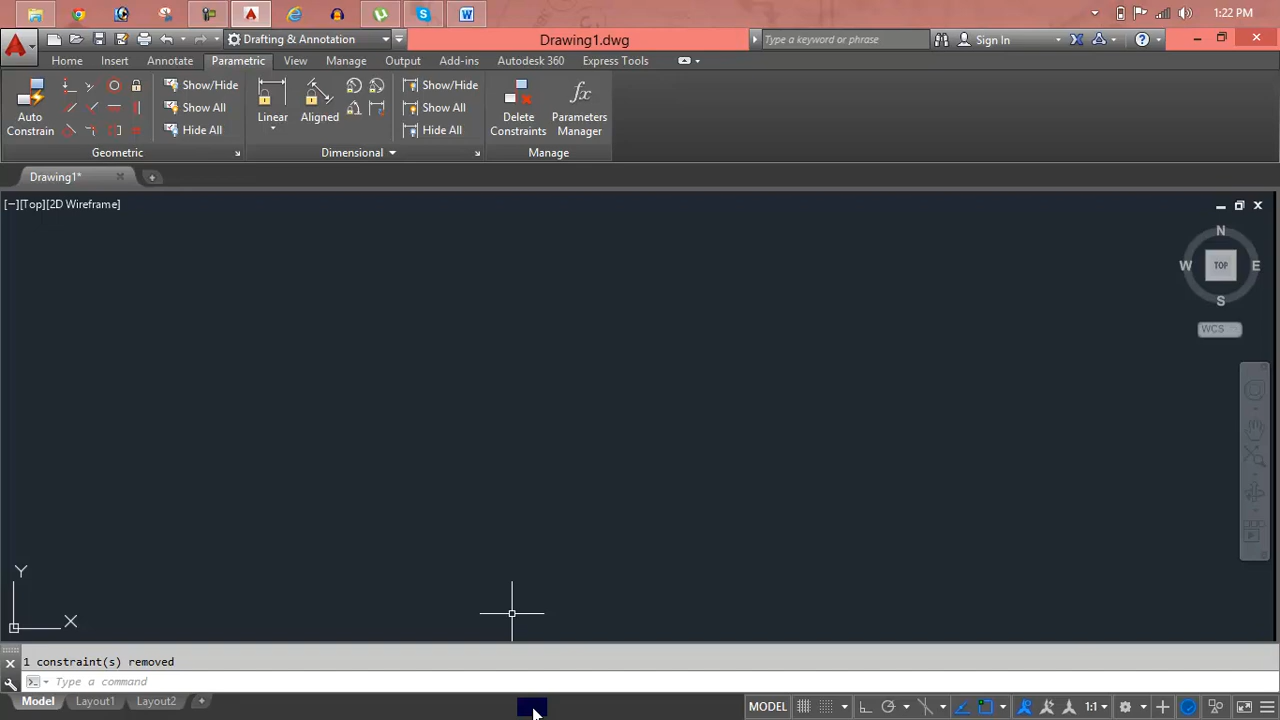 1:22 PM
Drafting & Annotation
Drawing1.dwg
Type a keyword or phrase
Sign In
Home Insert Annotate Parametric View Manage Output Add-ins Autodesk 360 Express Tools
Auto
Constrain
Show/Hide
Show All
Hide All
Linear
Aligned
Show/Hide
Show All
Hide All
Delete
Constraints
fx
Parameters
Manager
Geometric
Dimensional
Manage
Drawing1*
[−][Top][2D Wireframe]
N
W
TOP
E
S
WCS
Y
X
1 constraint(s) removed
Type a command
Model Layout1 Layout2 +
MODEL
1:1